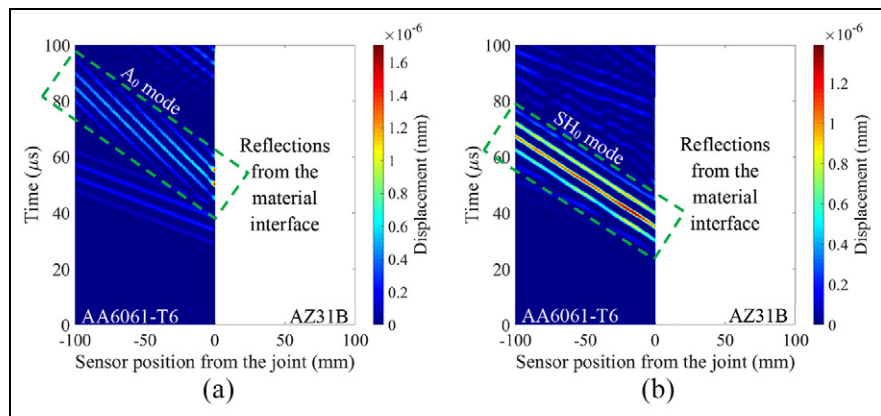 ×10⁻⁶
100
80
60
40
20
0
Time (μs)
A₀ mode
Reflections
from the
material
interface
AA6061-T6
AZ31B
-100
-50
0
50
100
Sensor position from the joint (mm)
1.6
1.4
1.2
1
0.8
0.6
0.4
0.2
0
Displacement (mm)
(a)
×10⁻⁶
100
80
60
40
20
0
Time (μs)
SH₀ mode
Reflections
from the
material
interface
AA6061-T6
AZ31B
-100
-50
0
50
100
Sensor position from the joint (mm)
1.2
1
0.8
0.6
0.4
0.2
0
Displacement (mm)
(b)